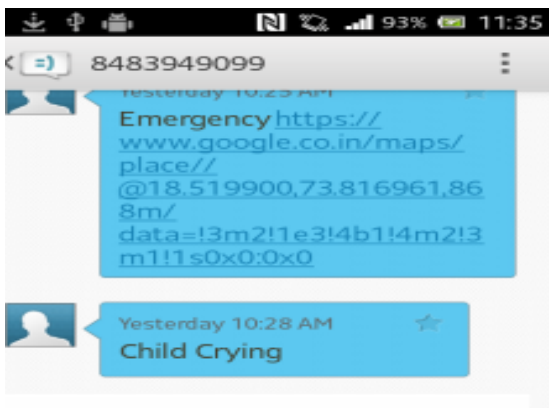 93% 11:35
8483949099
Yesterday 10:25 AM
Emergency https://
www.google.co.in/maps/
place//
@18.519900,73.816961,86
8m/
data=!3m2!1e3!4b1!4m2!3
m1!1s0x0:0x0
Yesterday 10:28 AM
Child Crying